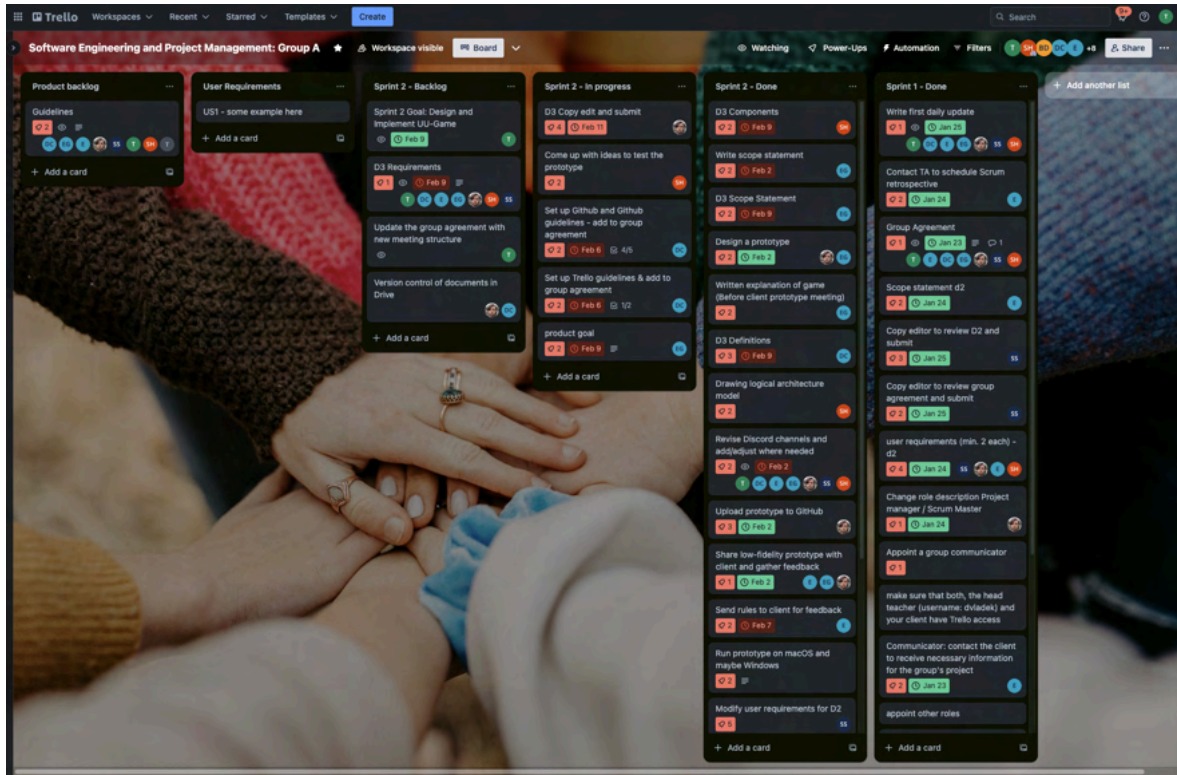 Trello Workspaces Recent Starred Templates Create Search 9+ T
Software Engineering and Project Management: Group A Workspace visible Board Watching Power-Ups Automation Filters T SH BD DC E +8 Share
Product backlog
Guidelines
2
DC EG E SS T SH T
+ Add a card
User Requirements
US1 - some example here
+ Add a card
Sprint 2 - Backlog
Sprint 2 Goal: Design and
Implement UU-Game
Feb 9 T
D3 Requirements
1 Feb 9
T DC E EG SH SS
Update the group agreement with
new meeting structure
T
Version control of documents in
Drive
DC
+ Add a card
Sprint 2 - In progress
D3 Copy edit and submit
4 Feb 11
Come up with ideas to test the
prototype
2 SH
Set up Github and Github
guidelines - add to group
agreement
2 Feb 6 4/5 DC
Set up Trello guidelines & add to
group agreement
2 Feb 6 1/2 DC
product goal
2 Feb 9 EG
+ Add a card
Sprint 2 - Done
D3 Components
2 Feb 9 SH
Write scope statement
2 Feb 2 EG
D3 Scope Statement
2 Feb 9 EG
Design a prototype
2 Feb 2 EG
Written explanation of game
(Before client prototype meeting)
2 EG
D3 Definitions
3 Feb 9 DC
Drawing logical architecture
model
2 SH
Revise Discord channels and
add/adjust where needed
2 Feb 2
T DC E EG SS SH
Upload prototype to GitHub
3 Feb 2
Share low-fidelity prototype with
client and gather feedback
1 Feb 2 E EG
Send rules to client for feedback
2 Feb 7 E
Run prototype on macOS and
maybe Windows
2
Modify user requirements for D2
5 SS
+ Add a card
Sprint 1 - Done
Write first daily update
1 Jan 25
T DC E EG SS SH
Contact TA to schedule Scrum
retrospective
2 Jan 24 E
Group Agreement
1 Jan 23 1
T E DC EG SS SH
Scope statement d2
2 Jan 24 E
Copy editor to review D2 and
submit
3 Jan 25 SS
Copy editor to review group
agreement and submit
2 Jan 25 SS
user requirements (min. 2 each) -
d2
4 Jan 24 SS E SH
Change role description Project
manager / Scrum Master
1 Jan 24
Appoint a group communicator
1
make sure that both, the head
teacher (username: dvladek) and
your client have Trello access
Communicator: contact the client
to receive necessary information
for the group's project
2 Jan 23 E
appoint other roles
+ Add a card
+ Add another list